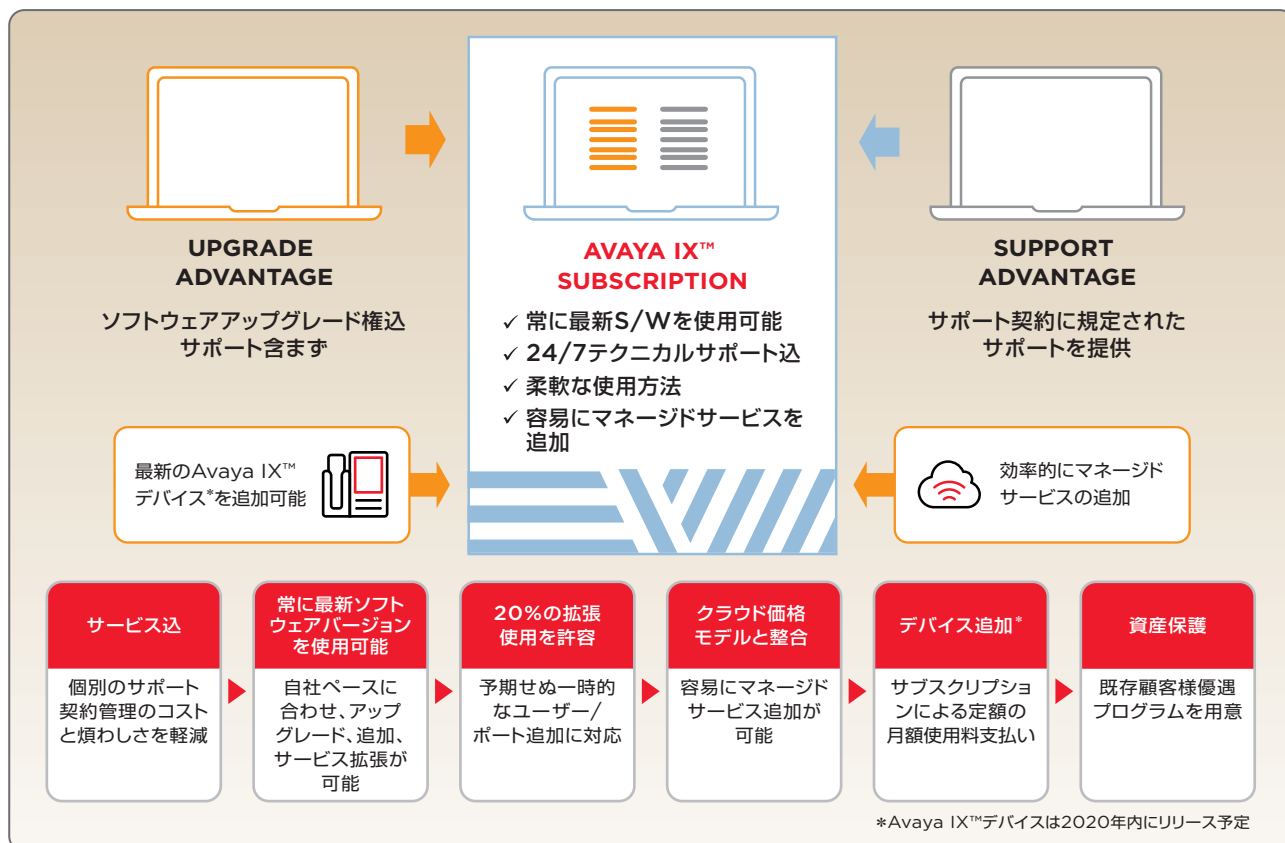 UPGRADE
ADVANTAGE
ソフトウェアアップグレード権込
サポート含まず
AVAYA IX™
SUBSCRIPTION
✓ 常に最新S/Wを使用可能
✓ 24/7テクニカルサポート込
✓ 柔軟な使用方法
✓ 容易にマネージドサービスを
追加
SUPPORT
ADVANTAGE
サポート契約に規定された
サポートを提供
最新のAvaya IX™
デバイス*を追加可能
効率的にマネージド
サービスの追加
サービス込
個別のサポート
契約管理のコスト
と煩わしさを軽減
常に最新ソフト
ウェアバージョン
を使用可能
自社ペースに
合わせ、アップ
グレード、追加、
サービス拡張が
可能
20%の拡張
使用を許容
予期せぬ一時的
なユーザー/
ポート追加に対応
クラウド価格
モデルと整合
容易にマネージド
サービス追加が
可能
デバイス追加*
サブスクリプショ
ンによる定額の
月額使用料支払い
資産保護
既存顧客様優遇
プログラムを用意
*Avaya IX™デバイスは2020年内にリリース予定